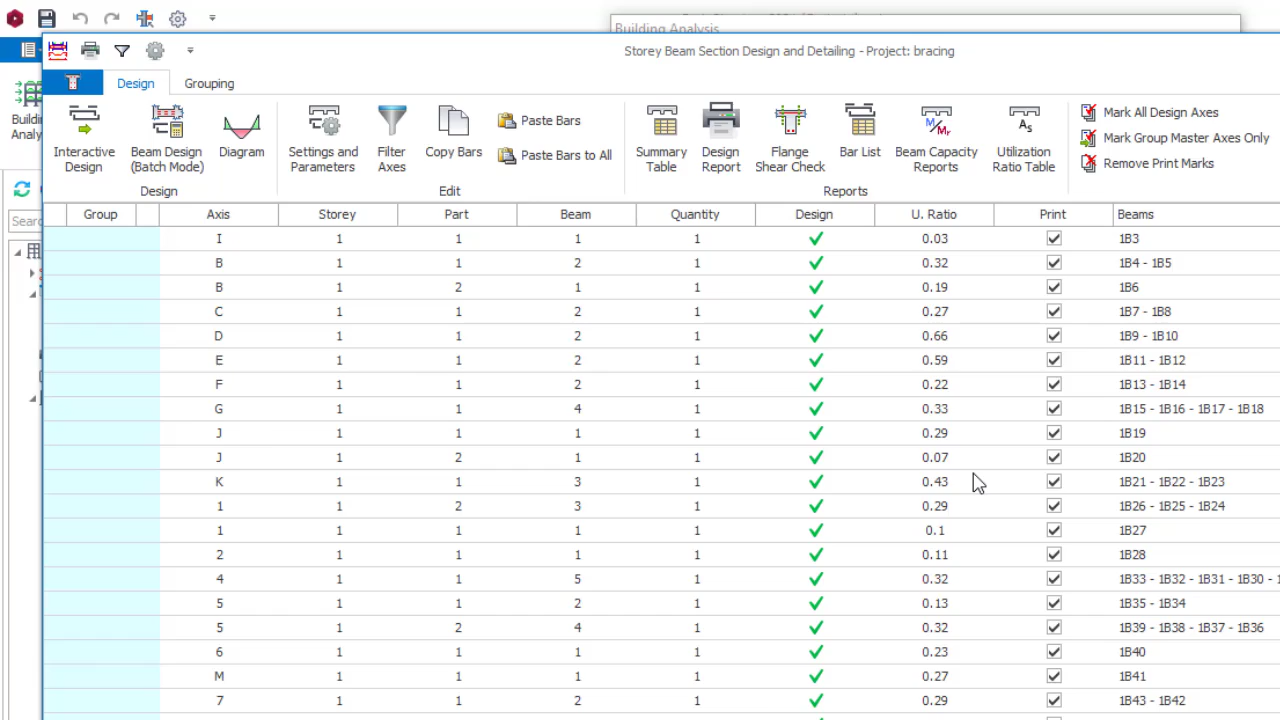 Building Analysis
Storey Beam Section Design and Detailing - Project: bracing
Design Grouping
Interactive Design
Beam Design (Batch Mode)
Diagram
Design
Settings and Parameters
Filter Axes
Copy Bars
Paste Bars
Paste Bars to All
Edit
Summary Table
Design Report
Flange Shear Check
Bar List
Beam Capacity Reports
Utilization Ratio Table
Reports
Mark All Design Axes
Mark Group Master Axes Only
Remove Print Marks
Group Axis Storey Part Beam Quantity Design U. Ratio Print Beams
I 1 1 1 1 0.03 1B3
B 1 1 2 1 0.32 1B4 - 1B5
B 1 2 1 1 0.19 1B6
C 1 1 2 1 0.27 1B7 - 1B8
D 1 1 2 1 0.66 1B9 - 1B10
E 1 1 2 1 0.59 1B11 - 1B12
F 1 1 2 1 0.22 1B13 - 1B14
G 1 1 4 1 0.33 1B15 - 1B16 - 1B17 - 1B18
J 1 1 1 1 0.29 1B19
J 1 2 1 1 0.07 1B20
K 1 1 3 1 0.43 1B21 - 1B22 - 1B23
1 1 2 3 1 0.29 1B26 - 1B25 - 1B24
1 1 1 1 1 0.1 1B27
2 1 1 1 1 0.11 1B28
4 1 1 5 1 0.32 1B33 - 1B32 - 1B31 - 1B30 -
5 1 1 2 1 0.13 1B35 - 1B34
5 1 2 4 1 0.32 1B39 - 1B38 - 1B37 - 1B36
6 1 1 1 1 0.23 1B40
M 1 1 1 1 0.27 1B41
7 1 1 2 1 0.29 1B43 - 1B42